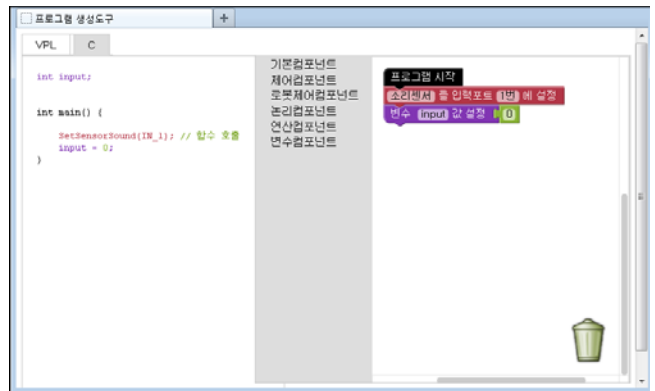 프로그램 생성도구
+
VPL C
int input;
int main() {
SetSensorSound(IN_1); // 함수 호출
input = 0;
}
기본컴포넌트
제어컴포넌트
로봇제어컴포넌트
논리컴포넌트
연산컴포넌트
변수컴포넌트
프로그램 시작
소리센서 를 입력포트 1번 에 설정
변수 input 값 설정 0